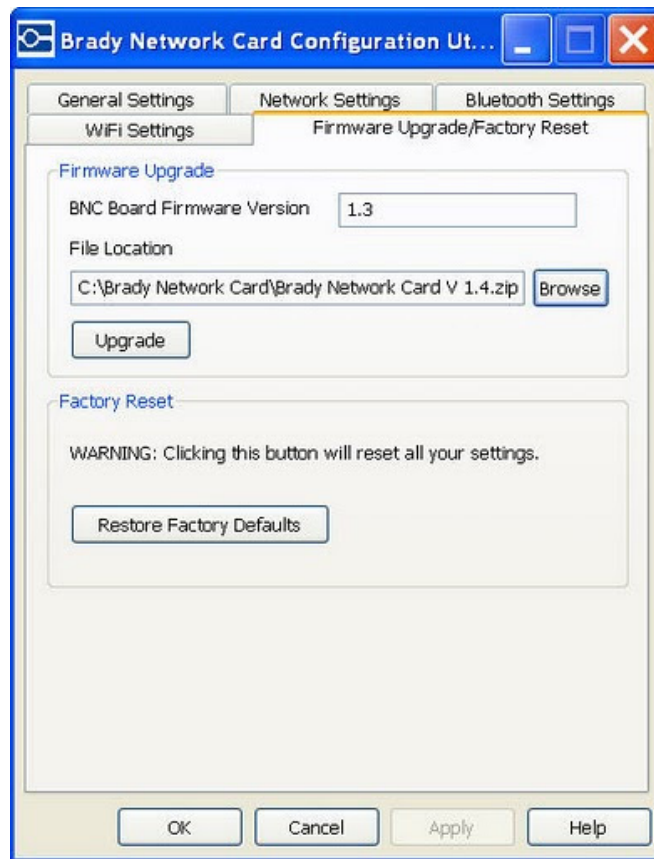 Brady Network Card Configuration Ut...
General Settings
Network Settings
Bluetooth Settings
WiFi Settings
Firmware Upgrade/Factory Reset
Firmware Upgrade
BNC Board Firmware Version
1.3
File Location
C:\Brady Network Card\Brady Network Card V 1.4.zip
Browse
Upgrade
Factory Reset
WARNING: Clicking this button will reset all your settings.
Restore Factory Defaults
OK
Cancel
Apply
Help